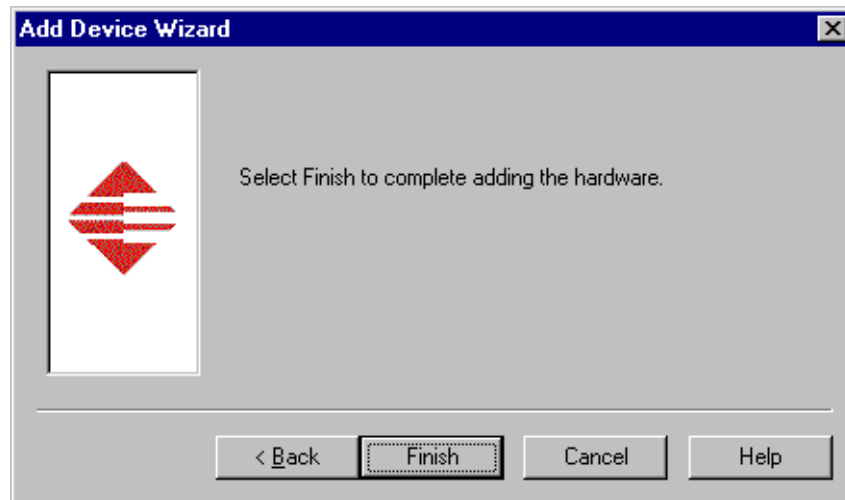 Add Device Wizard
Select Finish to complete adding the hardware.
< Back Finish Cancel Help